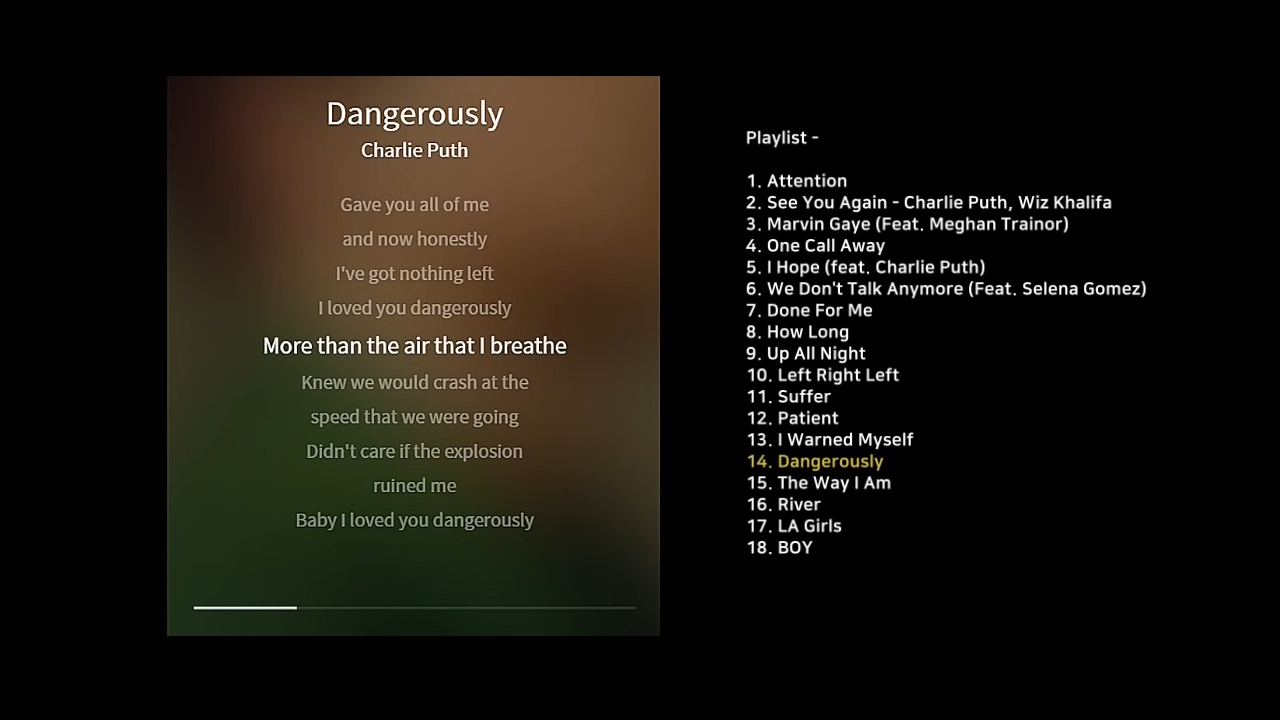 Dangerously
Charlie Puth
Gave you all of me
and now honestly
I've got nothing left
I loved you dangerously
More than the air that I breathe
Knew we would crash at the
speed that we were going
Didn't care if the explosion
ruined me
Baby I loved you dangerously
Playlist -
1. Attention
2. See You Again - Charlie Puth, Wiz Khalifa
3. Marvin Gaye (Feat. Meghan Trainor)
4. One Call Away
5. I Hope (feat. Charlie Puth)
6. We Don't Talk Anymore (Feat. Selena Gomez)
7. Done For Me
8. How Long
9. Up All Night
10. Left Right Left
11. Suffer
12. Patient
13. I Warned Myself
14. Dangerously
15. The Way I Am
16. River
17. LA Girls
18. BOY